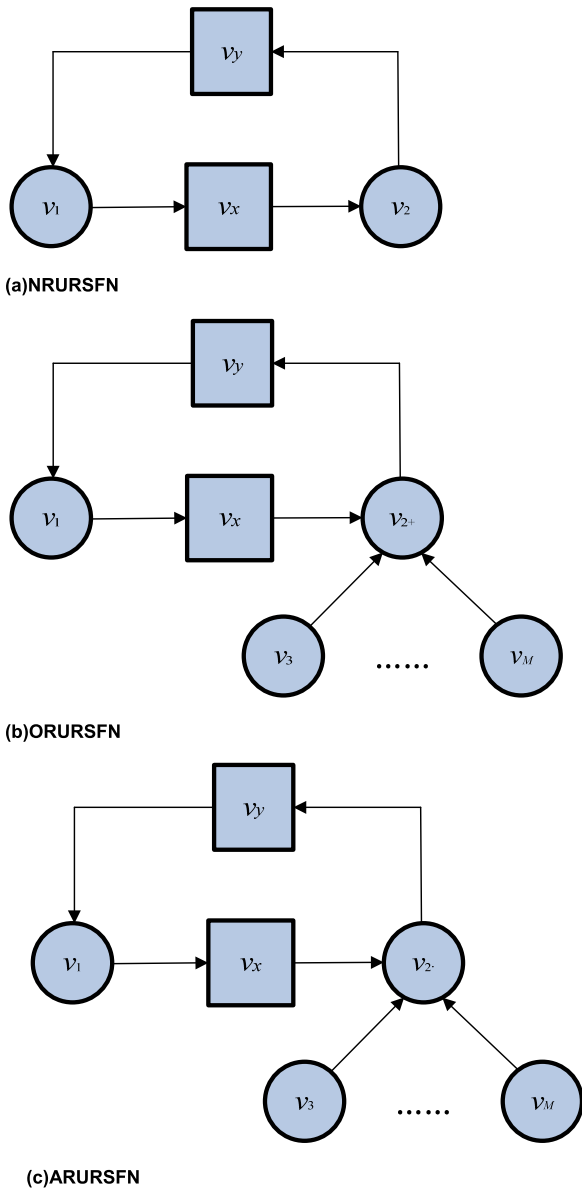 vy
v1 vx v2
(a)NRURSFN
vy
v1 vx v2+
v3 ...... vM
(b)ORURSFN
vy
v1 vx v2·
v3 ...... vM
(c)ARURSFN